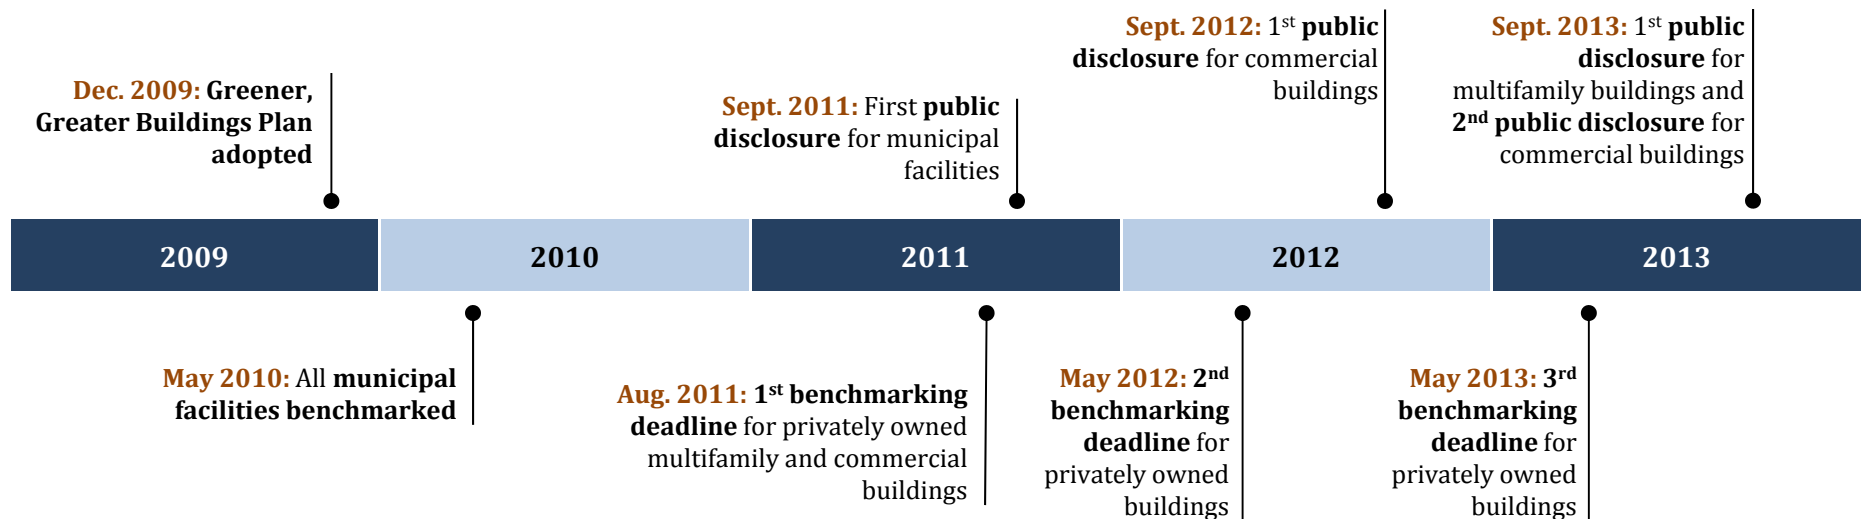 Dec. 2009: Greener,
Greater Buildings Plan
adopted
Sept. 2011: First public
disclosure for municipal
facilities
Sept. 2012: 1st public
disclosure for commercial
buildings
Sept. 2013: 1st public
disclosure for
multifamily buildings and
2nd public disclosure for
commercial buildings
2009
2010
2011
2012
2013
May 2010: All municipal
facilities benchmarked
Aug. 2011: 1st benchmarking
deadline for privately owned
multifamily and commercial
buildings
May 2012: 2nd
benchmarking
deadline for
privately owned
buildings
May 2013: 3rd
benchmarking
deadline for
privately owned
buildings